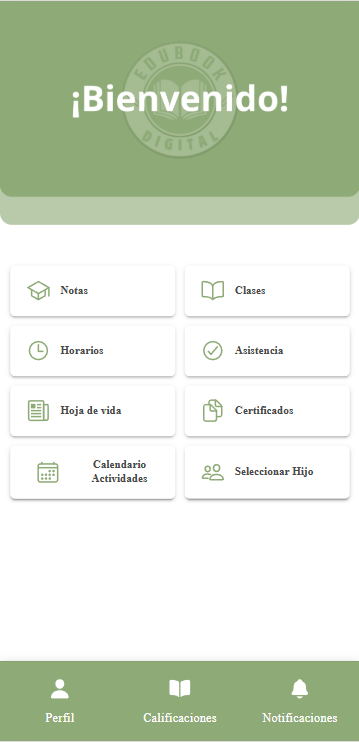 EDUBOOK
¡Bienvenido!
DIGITAL
Notas
Clases
Horarios
Asistencia
Hoja de vida
Certificados
Calendario
Actividades
Seleccionar Hijo
Perfil
Calificaciones
Notificaciones